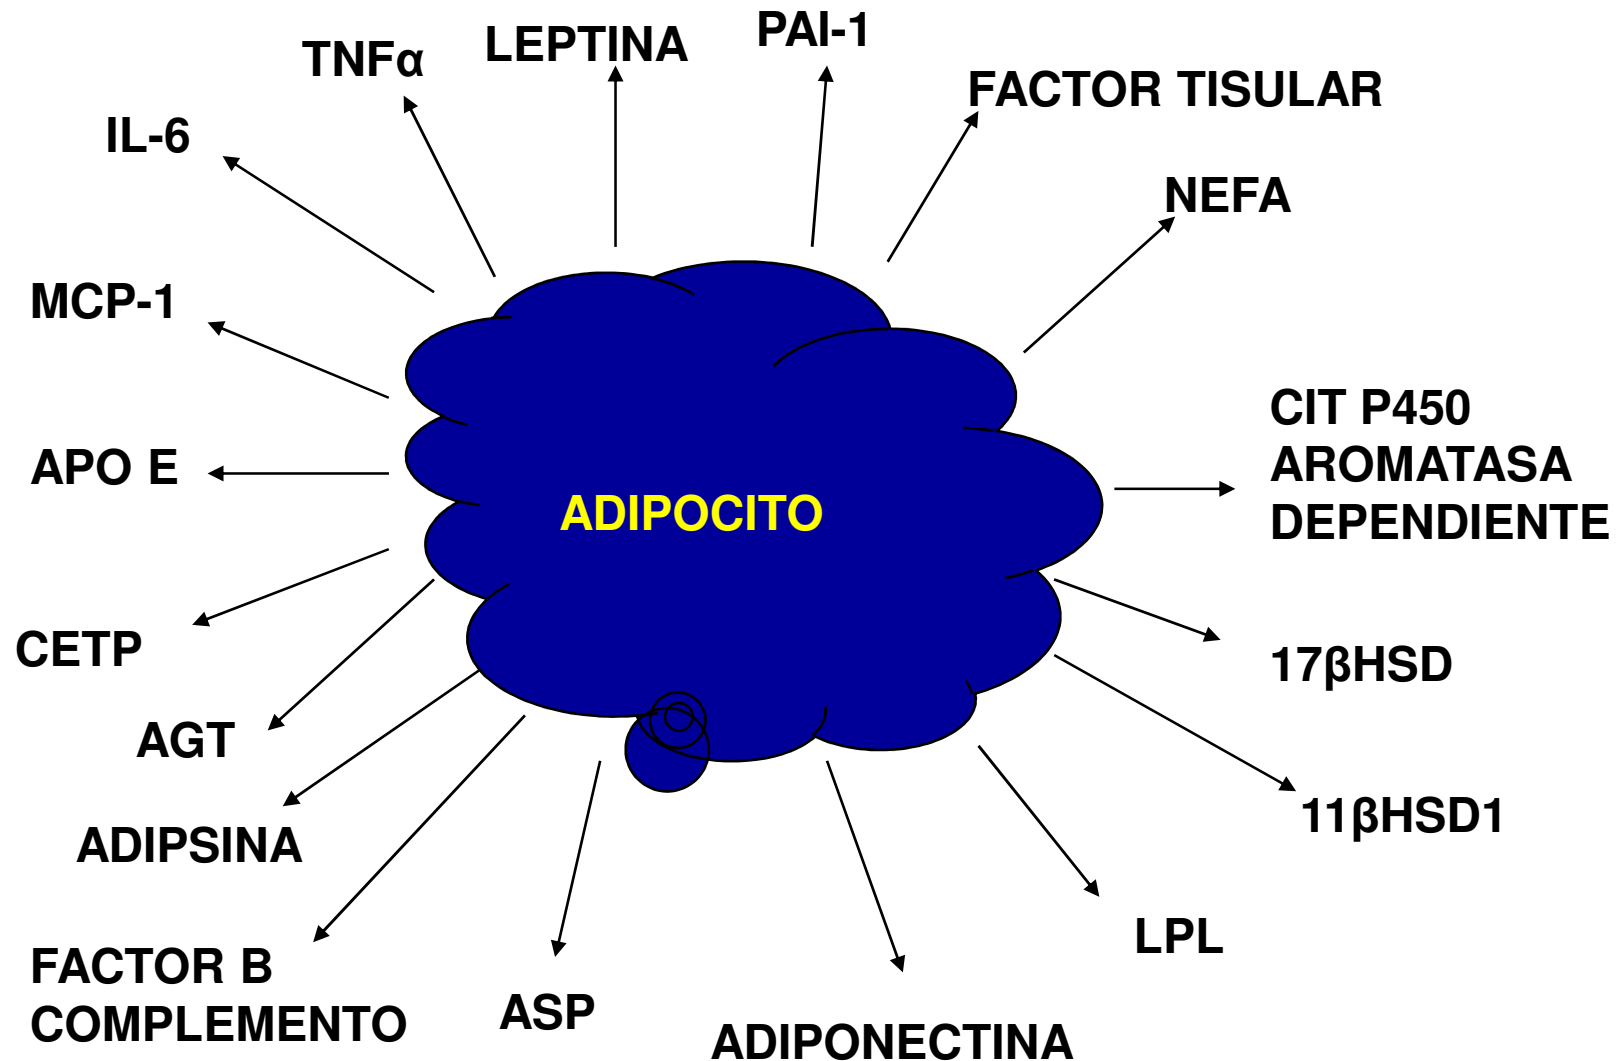 PAI-1
LEPTINA
TNFα
FACTOR TISULAR
IL-6
NEFA
MCP-1
CIT P450
AROMATASA
DEPENDIENTE
APO E
ADIPOCITO
CETP
17βHSD
AGT
11βHSD1
ADIPSINA
LPL
FACTOR B
COMPLEMENTO
ASP
ADIPONECTINA